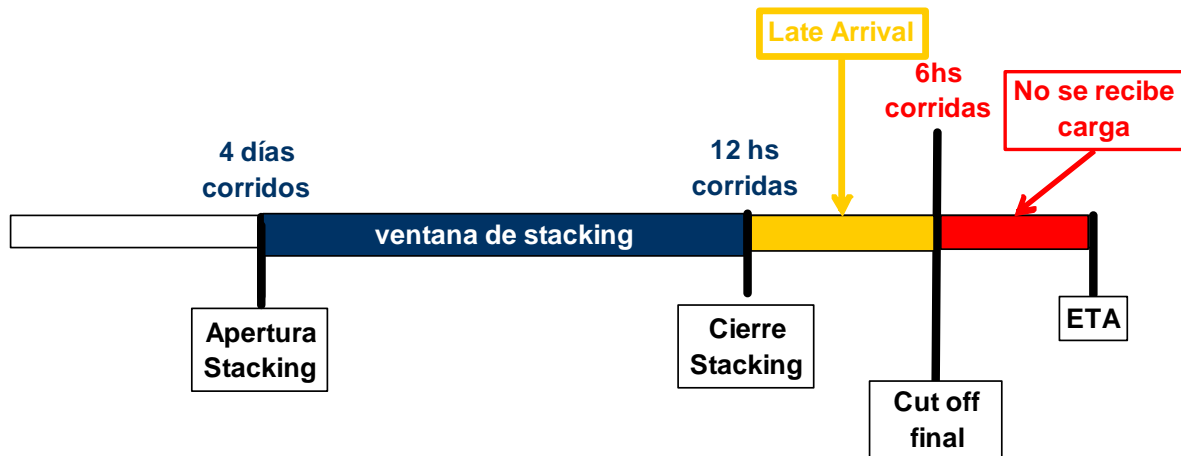 Late Arrival
6hs
corridas
No se recibe
carga
4 días
corridos
12 hs
corridas
ventana de stacking
Apertura
Stacking
Cierre
Stacking
ETA
Cut off
final